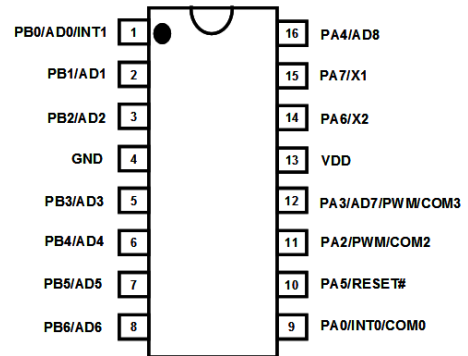 PB0/AD0/INT1 1 16 PA4/AD8
PB1/AD1 2 15 PA7/X1
PB2/AD2 3 14 PA6/X2
GND 4 13 VDD
PB3/AD3 5 12 PA3/AD7/PWM/COM3
PB4/AD4 6 11 PA2/PWM/COM2
PB5/AD5 7 10 PA5/RESET#
PB6/AD6 8 9 PA0/INT0/COM0